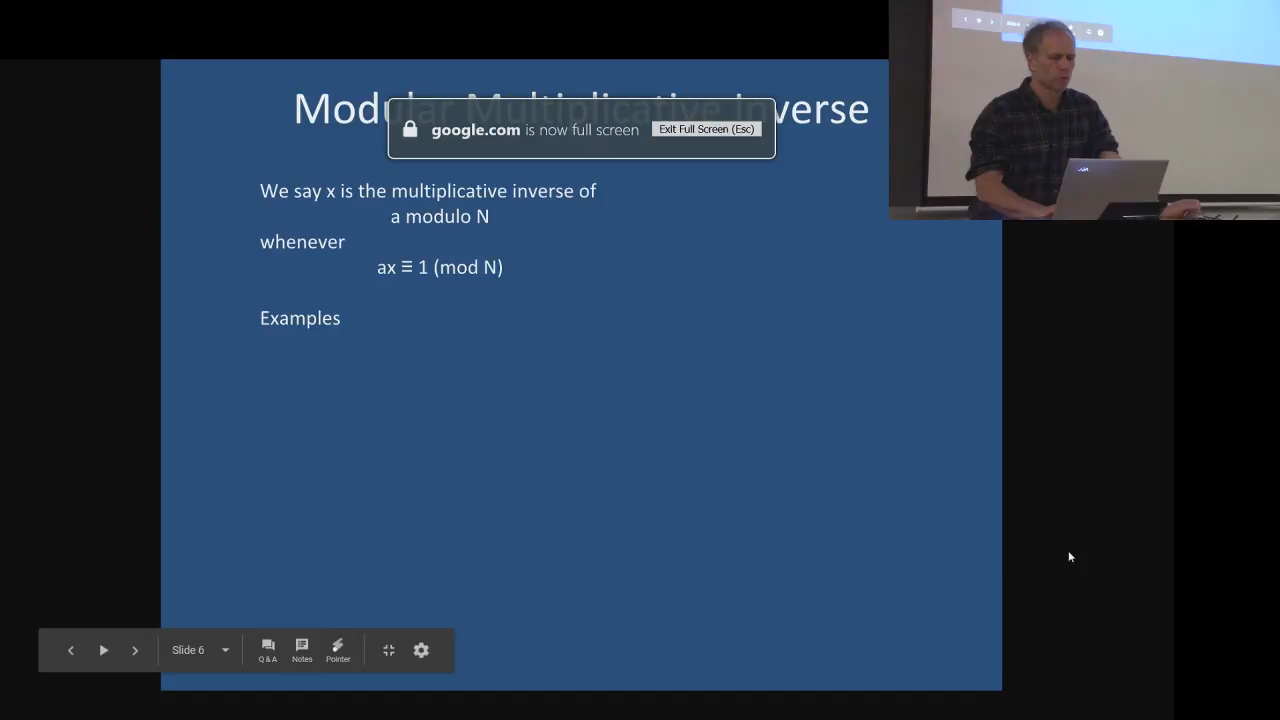 Modular Multiplicative Inverse
google.com is now full screen Exit Full Screen (Esc)
We say x is the multiplicative inverse of
a modulo N
whenever
ax ≡ 1 (mod N)
Examples
Slide 6
Q & A Notes Pointer